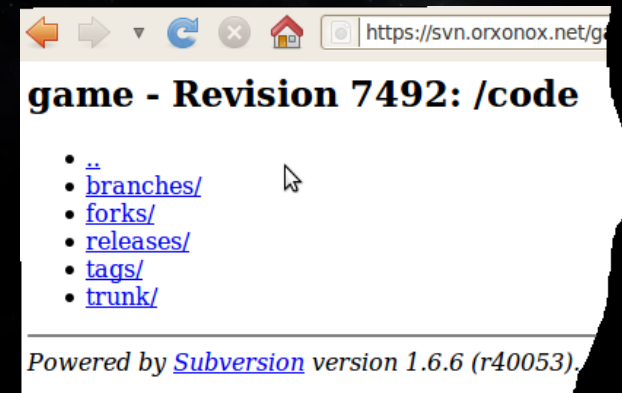 https://svn.orxonox.net/ga
game - Revision 7492: /code
..
branches/
forks/
releases/
tags/
trunk/
Powered by Subversion version 1.6.6 (r40053).